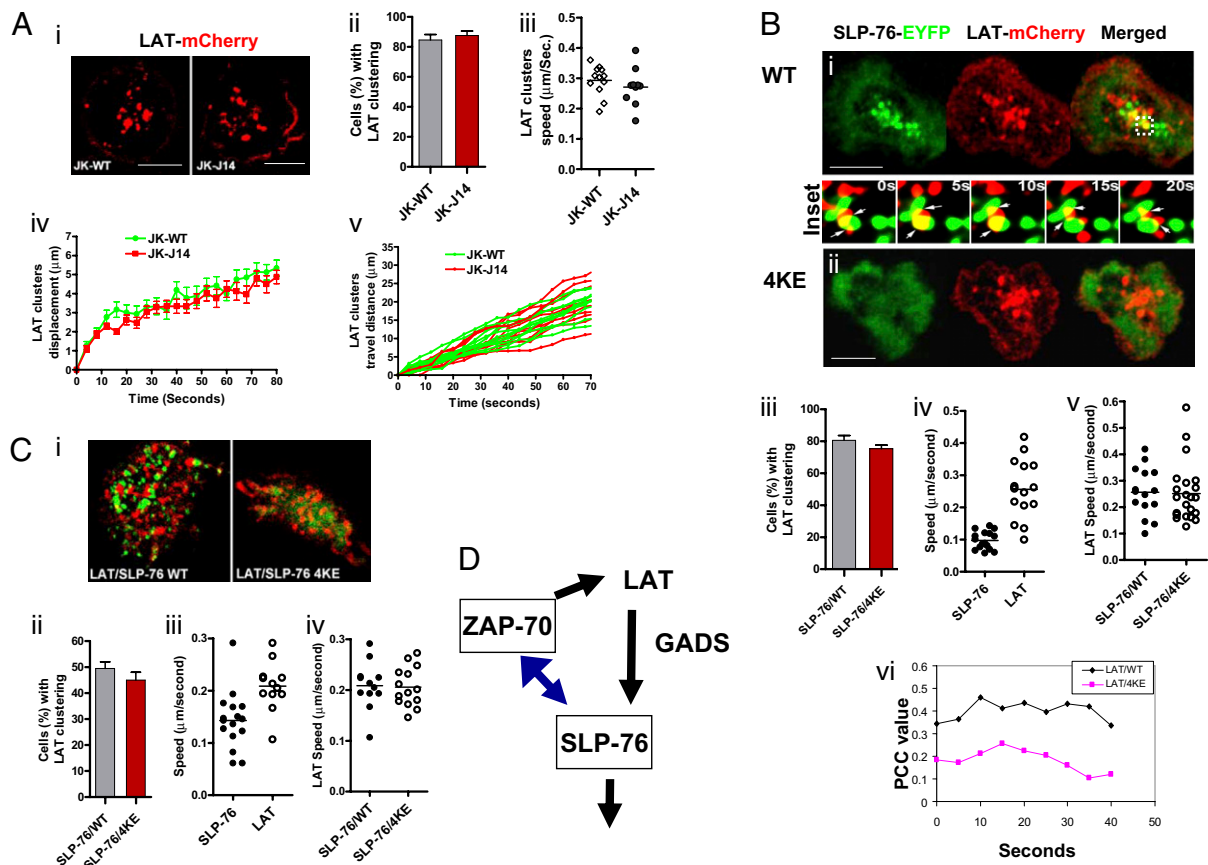 A
i
LAT-mCherry
JK-WT
JK-J14
ii
Cells (%) with
LAT clustering
100
80
60
40
20
0
JK-WT
JK-J14
iii
LAT clusters
speed (μm/Sec.)
0.5
0.4
0.3
0.2
0.1
0.0
JK-WT
JK-J14
iv
JK-WT
JK-J14
LAT clusters
displacement (μm)
7
6
5
4
3
2
1
0
0 10 20 30 40 50 60 70 80
Time (Seconds)
v
JK-WT
JK-J14
LAT clusters
travel distance (μm)
35
30
25
20
15
10
5
0
0 10 20 30 40 50 60 70
Time (seconds)
B
SLP-76-EYFP LAT-mCherry Merged
WT
i
Inset
0s 5s 10s 15s 20s
4KE
ii
iii
Cells (%) with
LAT clustering
100
80
60
40
20
0
SLP-76/WT
SLP-76/4KE
iv
Speed (μm/second)
0.5
0.4
0.3
0.2
0.1
0.0
SLP-76
LAT
v
LAT Speed (μm/second)
0.6
0.5
0.4
0.3
0.2
0.1
0.0
SLP-76/WT
SLP-76/4KE
vi
LAT/WT
LAT/4KE
PCC value
0.6
0.5
0.4
0.3
0.2
0.1
0
0 10 20 30 40 50
Seconds
C
i
LAT/SLP-76 WT
LAT/SLP-76 4KE
ii
Cells (%) with
LAT clustering
60
50
40
30
20
10
0
SLP-76/WT
SLP-76/4KE
iii
Speed (μm/second)
0.3
0.2
0.1
0.0
SLP-76
LAT
iv
LAT Speed (μm/second)
0.3
0.2
0.1
0.0
SLP-76/WT
SLP-76/4KE
D
LAT
ZAP-70
GADS
SLP-76